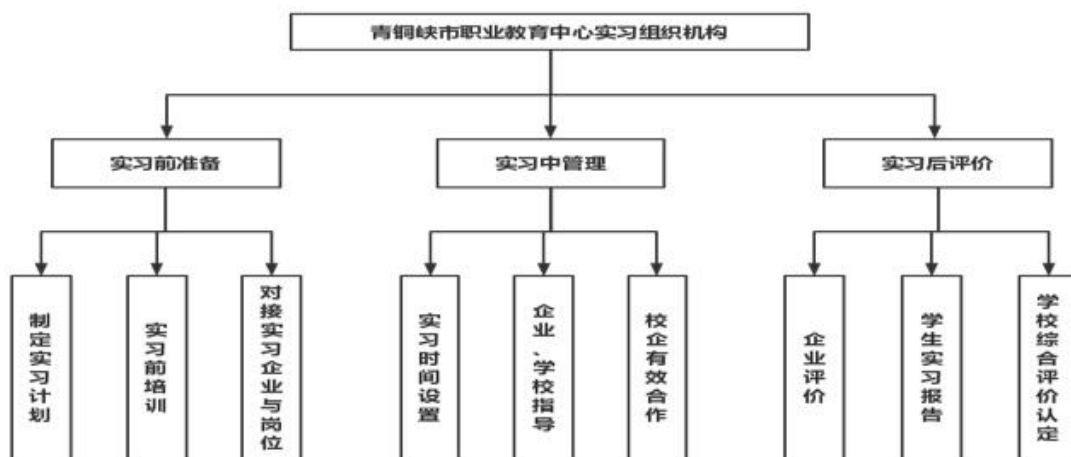 青铜峡市职业教育中心实习组织机构
实习前准备
实习中管理
实习后评价
制定实习计划
实习前培训
对接实习企业与岗位
实习时间设置
企业、学校指导
校企有效合作
企业评价
学生实习报告
学校综合评价认定